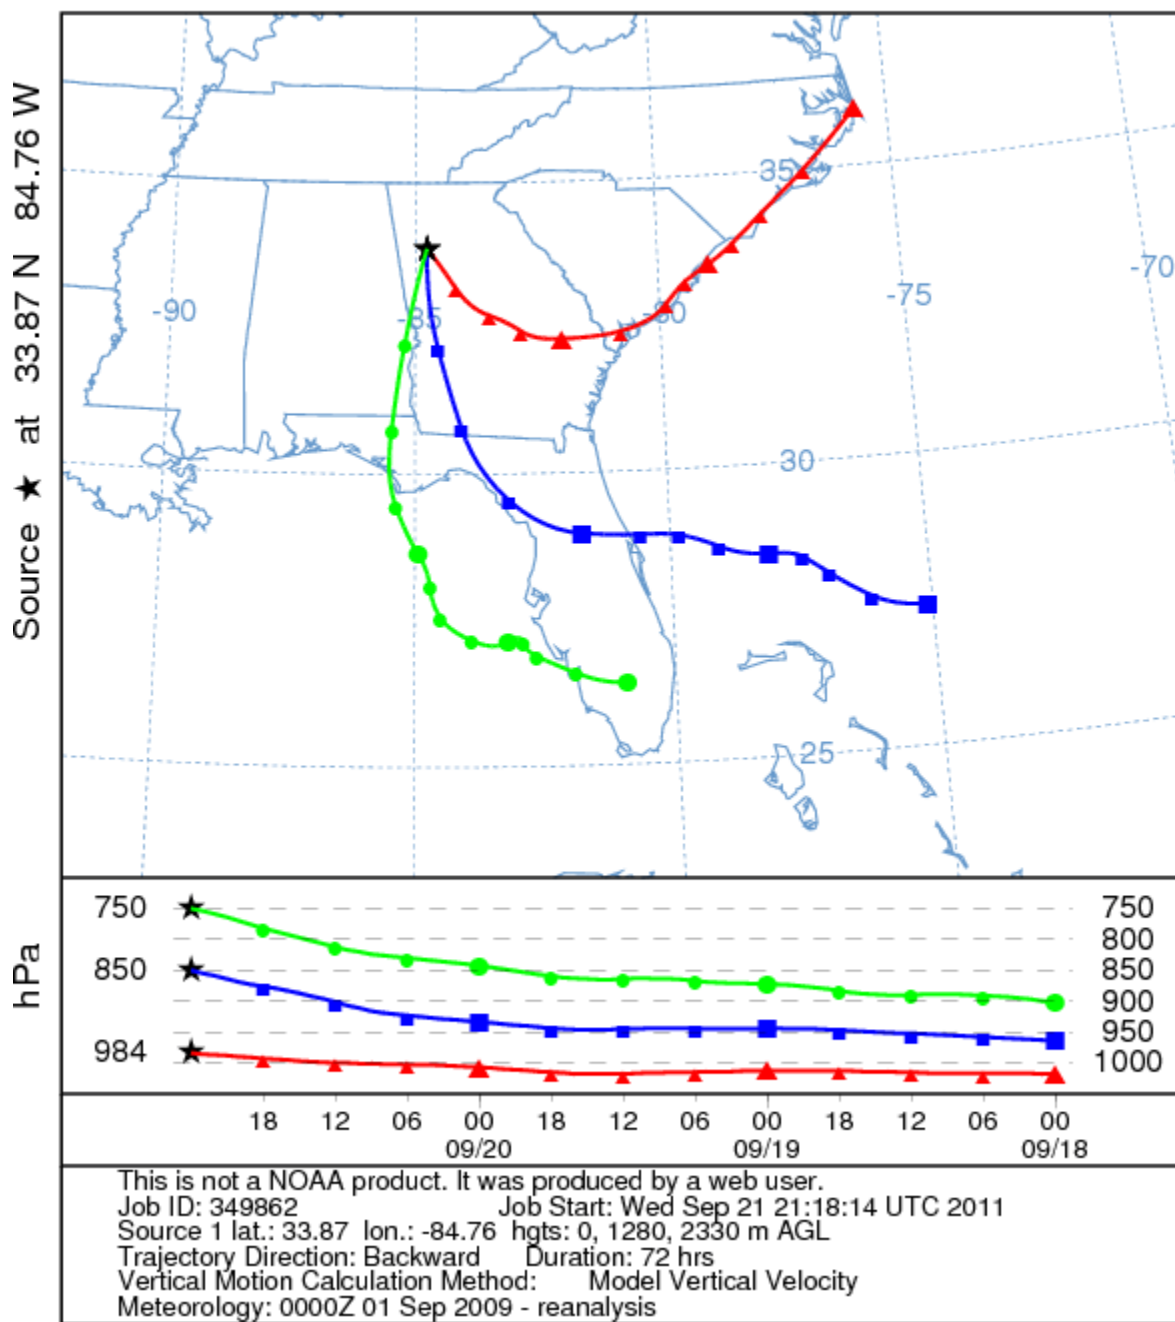 Source ★ at 33.87 N 84.76 W
35
-90
-85
-80
-75
-70
30
25
hPa
750 750
800
850 850
900
950
984 1000
18 12 06 00 18 12 06 00 18 12 06 00
09/20 09/19 09/18
This is not a NOAA product. It was produced by a web user.
Job ID: 349862 Job Start: Wed Sep 21 21:18:14 UTC 2011
Source 1 lat.: 33.87 lon.: -84.76 hgts: 0, 1280, 2330 m AGL
Trajectory Direction: Backward Duration: 72 hrs
Vertical Motion Calculation Method: Model Vertical Velocity
Meteorology: 0000Z 01 Sep 2009 - reanalysis